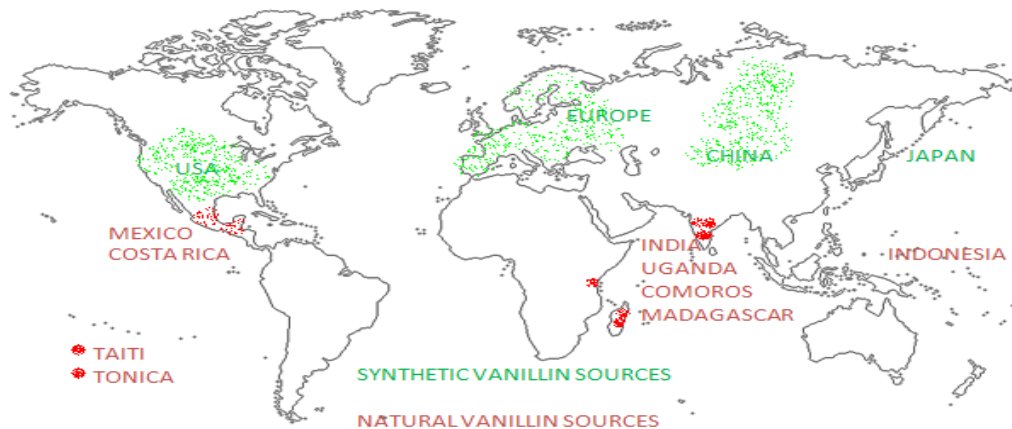 EUROPE
USA
CHINA
JAPAN
MEXICO
COSTA RICA
INDIA
UGANDA
COMOROS
MADAGASCAR
INDONESIA
TAITI
TONICA
SYNTHETIC VANILLIN SOURCES
NATURAL VANILLIN SOURCES